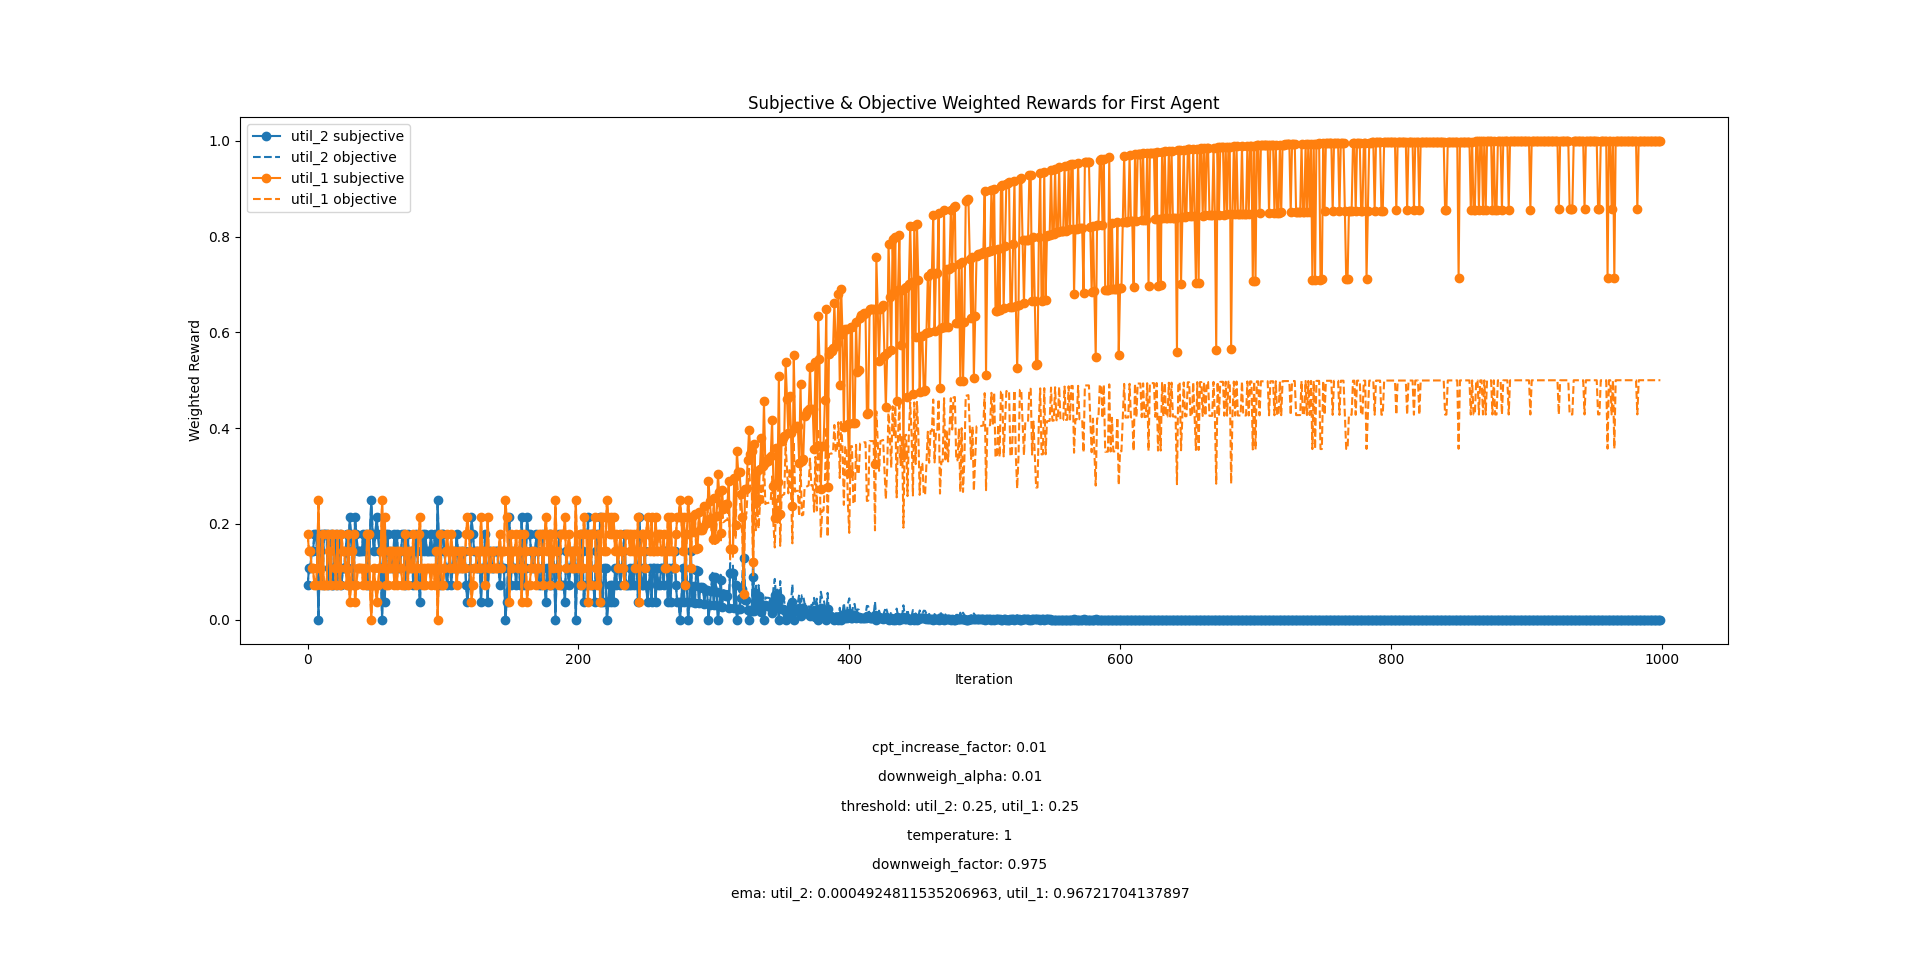 Subjective & Objective Weighted Rewards for First Agent
util_2 subjective
util_2 objective
util_1 subjective
util_1 objective
Weighted Reward
1.0
0.8
0.6
0.4
0.2
0.0
0 200 400 600 800 1000
Iteration
cpt_increase_factor: 0.01
downweigh_alpha: 0.01
threshold: util_2: 0.25, util_1: 0.25
temperature: 1
downweigh_factor: 0.975
ema: util_2: 0.0004924811535206963, util_1: 0.96721704137897